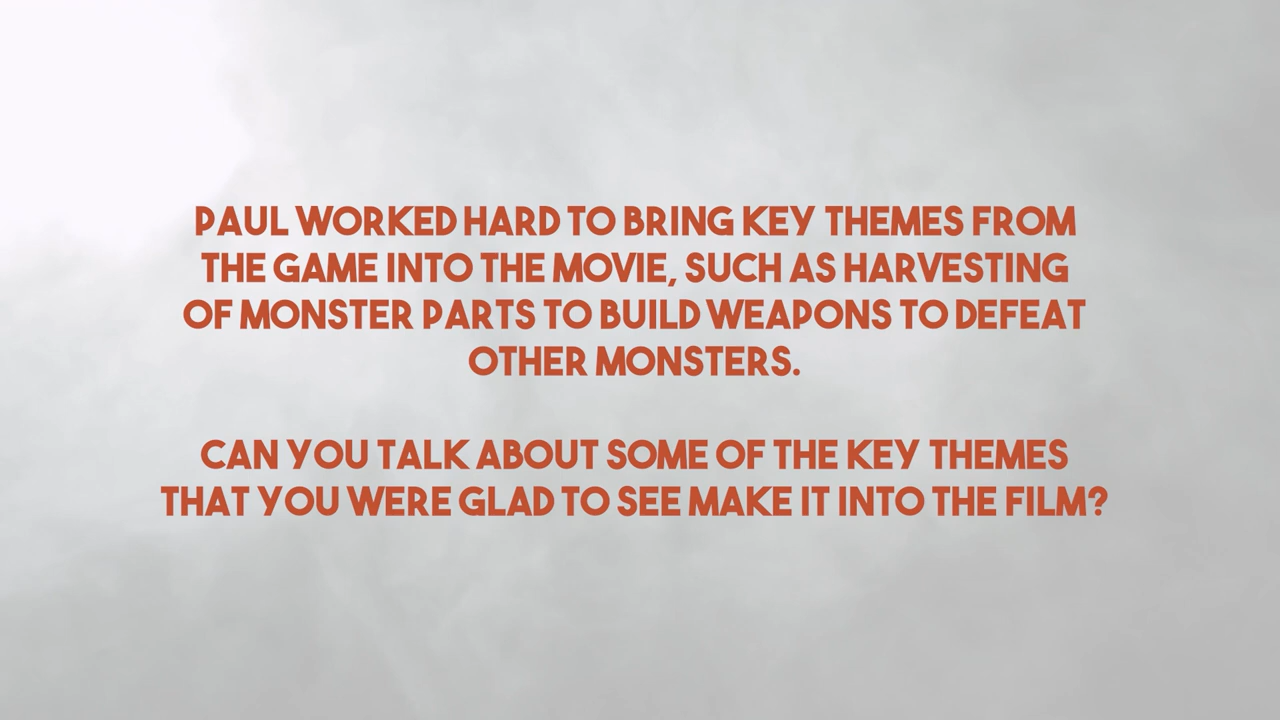 PAUL WORKED HARD TO BRING KEY THEMES FROM
THE GAME INTO THE MOVIE, SUCH AS HARVESTING
OF MONSTER PARTS TO BUILD WEAPONS TO DEFEAT
OTHER MONSTERS.
CAN YOU TALK ABOUT SOME OF THE KEY THEMES
THAT YOU WERE GLAD TO SEE MAKE IT INTO THE FILM?